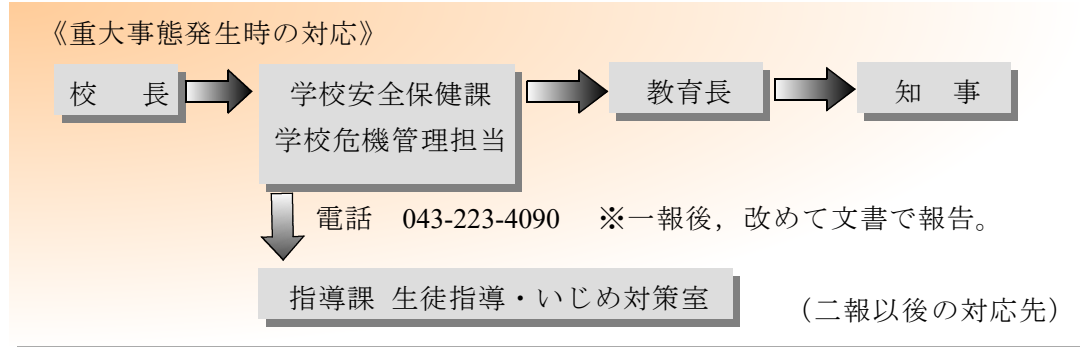 《重大事態発生時の対応》
校　長
学校安全保健課
学校危機管理担当
教育長
知　事
電話　043-223-4090　※一報後，改めて文書で報告。
指導課 生徒指導・いじめ対策室
（二報以後の対応先）